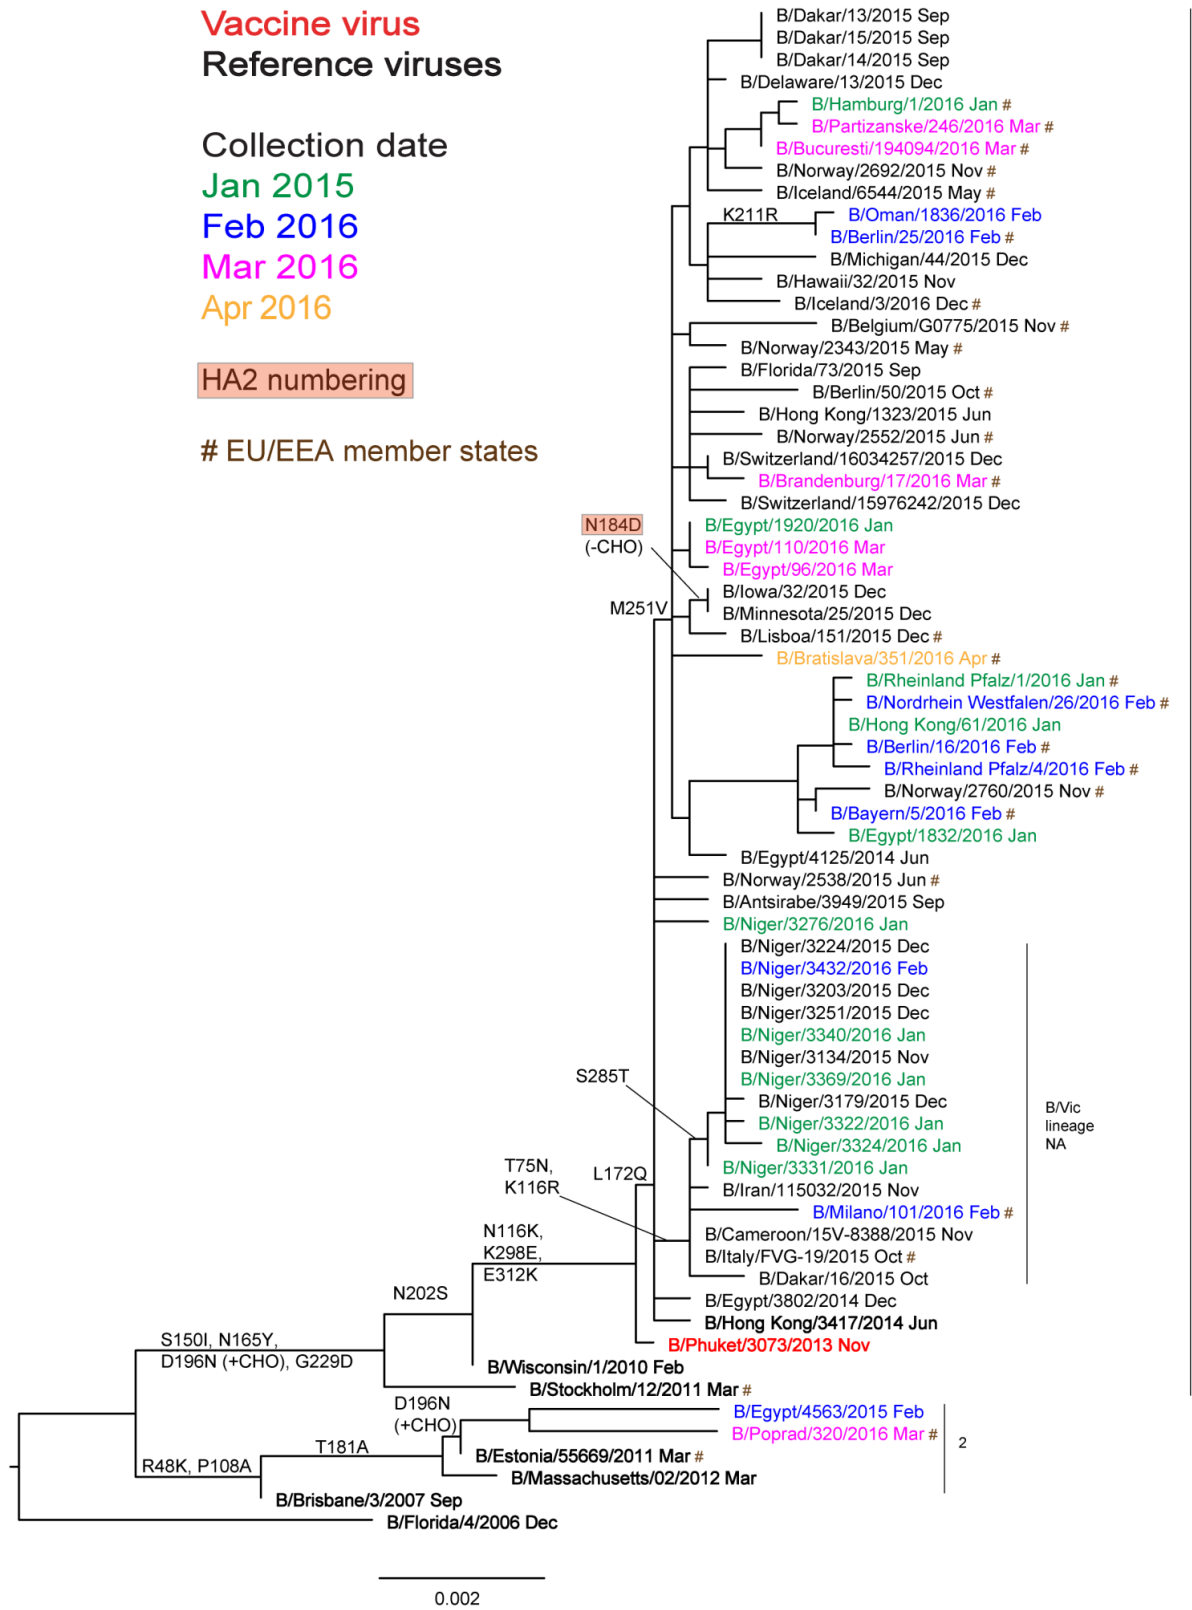 Vaccine virus
Reference viruses
Collection date
Jan 2015
Feb 2016
Mar 2016
Apr 2016
HA2 numbering
# EU/EEA member states
B/Dakar/13/2015 Sep
B/Dakar/15/2015 Sep
B/Dakar/14/2015 Sep
B/Delaware/13/2015 Dec
B/Hamburg/1/2016 Jan #
B/Partizanske/246/2016 Mar #
B/Bucuresti/194094/2016 Mar #
B/Norway/2692/2015 Nov #
B/Iceland/6544/2015 May #
K211R
B/Oman/1836/2016 Feb
B/Berlin/25/2016 Feb #
B/Michigan/44/2015 Dec
B/Hawaii/32/2015 Nov
B/Iceland/3/2016 Dec #
B/Belgium/G0775/2015 Nov #
B/Norway/2343/2015 May #
B/Florida/73/2015 Sep
B/Berlin/50/2015 Oct #
B/Hong Kong/1323/2015 Jun
B/Norway/2552/2015 Jun #
B/Switzerland/16034257/2015 Dec
B/Brandenburg/17/2016 Mar #
B/Switzerland/15976242/2015 Dec
N184D
(-CHO)
B/Egypt/1920/2016 Jan
B/Egypt/110/2016 Mar
B/Egypt/96/2016 Mar
B/Iowa/32/2015 Dec
M251V
B/Minnesota/25/2015 Dec
B/Lisboa/151/2015 Dec #
B/Bratislava/351/2016 Apr #
B/Rheinland Pfalz/1/2016 Jan #
B/Nordrhein Westfalen/26/2016 Feb #
B/Hong Kong/61/2016 Jan
B/Berlin/16/2016 Feb #
B/Rheinland Pfalz/4/2016 Feb #
B/Norway/2760/2015 Nov #
B/Bayern/5/2016 Feb #
B/Egypt/1832/2016 Jan
B/Egypt/4125/2014 Jun
B/Norway/2538/2015 Jun #
B/Antsirabe/3949/2015 Sep
B/Niger/3276/2016 Jan
B/Niger/3224/2015 Dec
B/Niger/3432/2016 Feb
B/Niger/3203/2015 Dec
B/Niger/3251/2015 Dec
B/Niger/3340/2016 Jan
B/Niger/3134/2015 Nov
B/Niger/3369/2016 Jan
S285T
B/Niger/3179/2015 Dec
B/Niger/3322/2016 Jan
B/Niger/3324/2016 Jan
B/Niger/3331/2016 Jan
B/Vic
lineage
NA
T75N,
K116R
L172Q
B/Iran/115032/2015 Nov
B/Milano/101/2016 Feb #
B/Cameroon/15V-8388/2015 Nov
B/Italy/FVG-19/2015 Oct #
B/Dakar/16/2015 Oct
N116K,
K298E,
E312K
B/Egypt/3802/2014 Dec
B/Hong Kong/3417/2014 Jun
B/Phuket/3073/2013 Nov
N202S
B/Wisconsin/1/2010 Feb
S150I, N165Y,
D196N (+CHO), G229D
B/Stockholm/12/2011 Mar #
D196N
(+CHO)
B/Egypt/4563/2015 Feb
B/Poprad/320/2016 Mar #
2
T181A
B/Estonia/55669/2011 Mar #
R48K, P108A
B/Massachusetts/02/2012 Mar
B/Brisbane/3/2007 Sep
B/Florida/4/2006 Dec
0.002